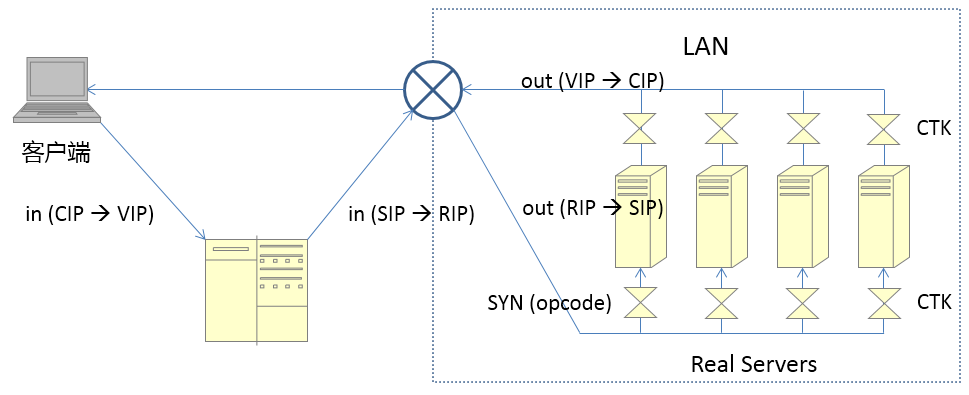 LAN
out (VIP → CIP)
CTK
客户端
in (CIP → VIP)
in (SIP → RIP)
out (RIP → SIP)
SYN (opcode)
CTK
Real Servers